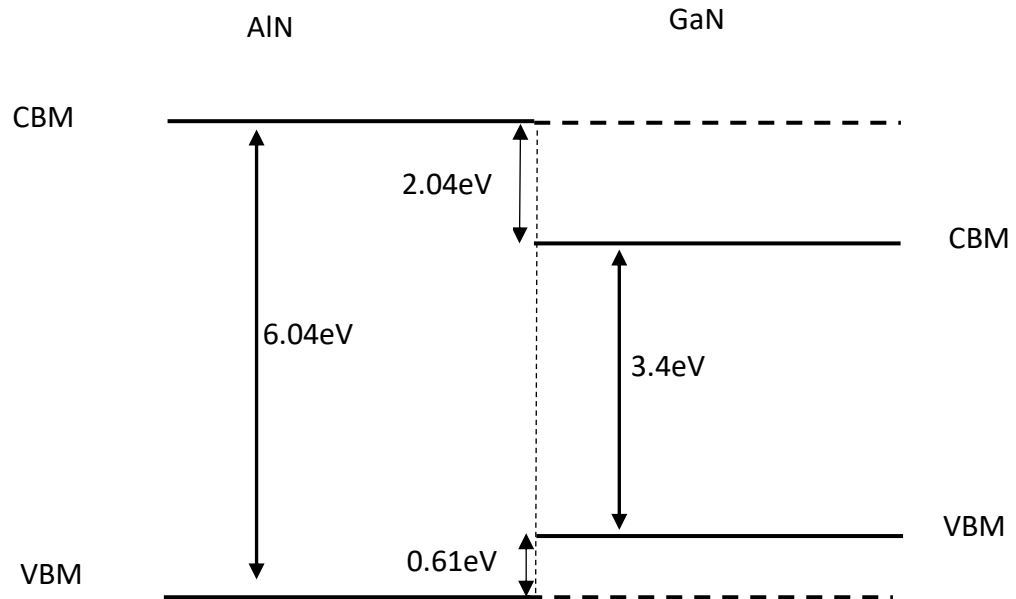 AlN
GaN
CBM
2.04eV
CBM
6.04eV
3.4eV
VBM
0.61eV
VBM